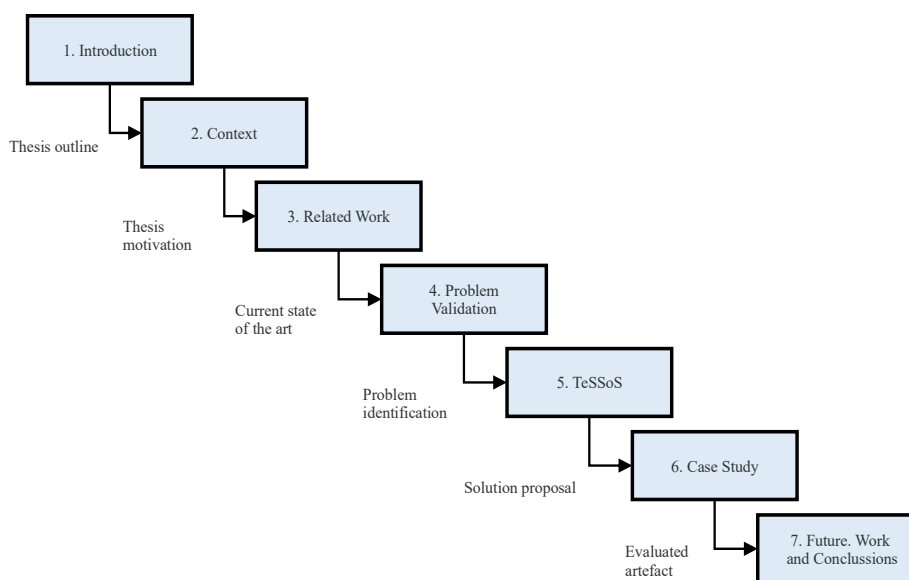 1. Introduction
Thesis outline
2. Context
Thesis
motivation
3. Related Work
Current state
of the art
4. Problem
Validation
Problem
identification
5. TeSSoS
Solution proposal
6. Case Study
Evaluated
artefact
7. Future. Work
and Conclussions